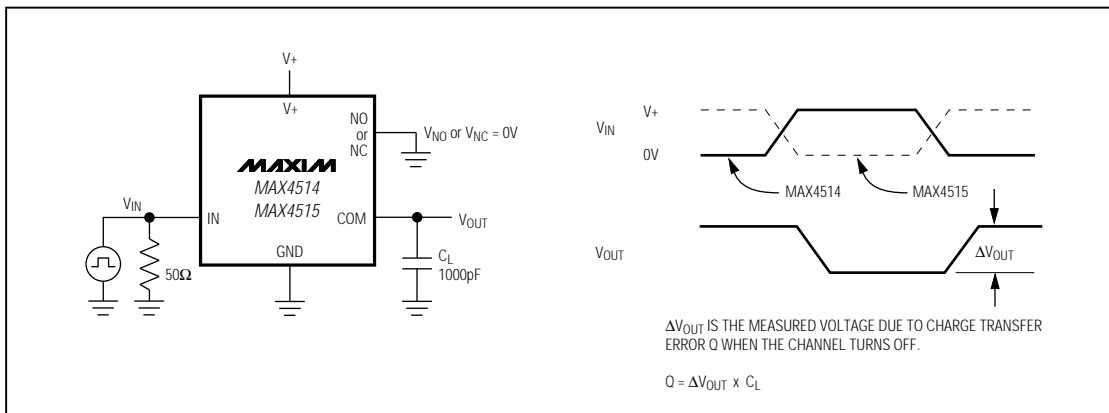 V+
V+
NO
or
NC
VNO or VNC = 0V
MAXIM
MAX4514
MAX4515
VIN
IN
COM
VOUT
GND
50Ω
CL
1000pF
V+
VIN
0V
MAX4514
MAX4515
VOUT
ΔVOUT
ΔVOUT IS THE MEASURED VOLTAGE DUE TO CHARGE TRANSFER
ERROR Q WHEN THE CHANNEL TURNS OFF.
Q = ΔVOUT x CL